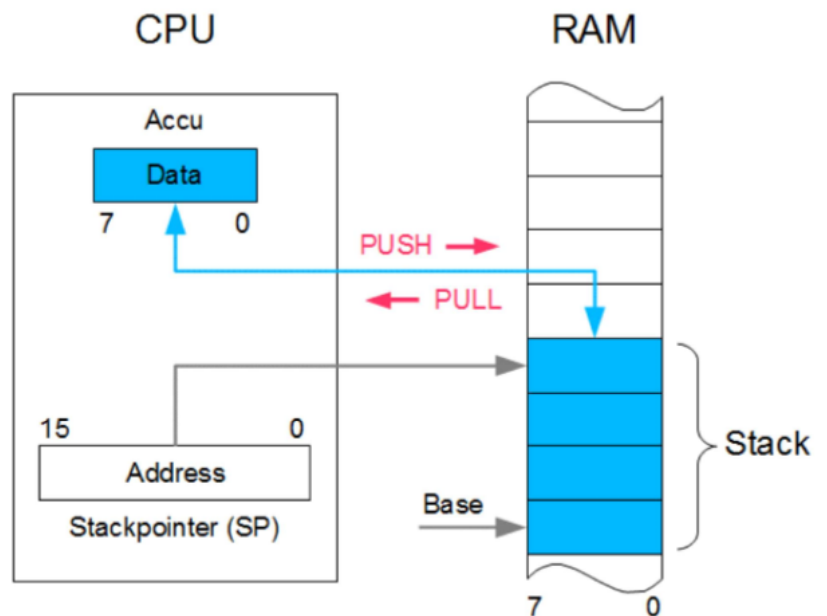 CPU
RAM
Accu
Data
7 0
PUSH
PULL
15 0
Address
Stackpointer (SP)
Base
Stack
7 0